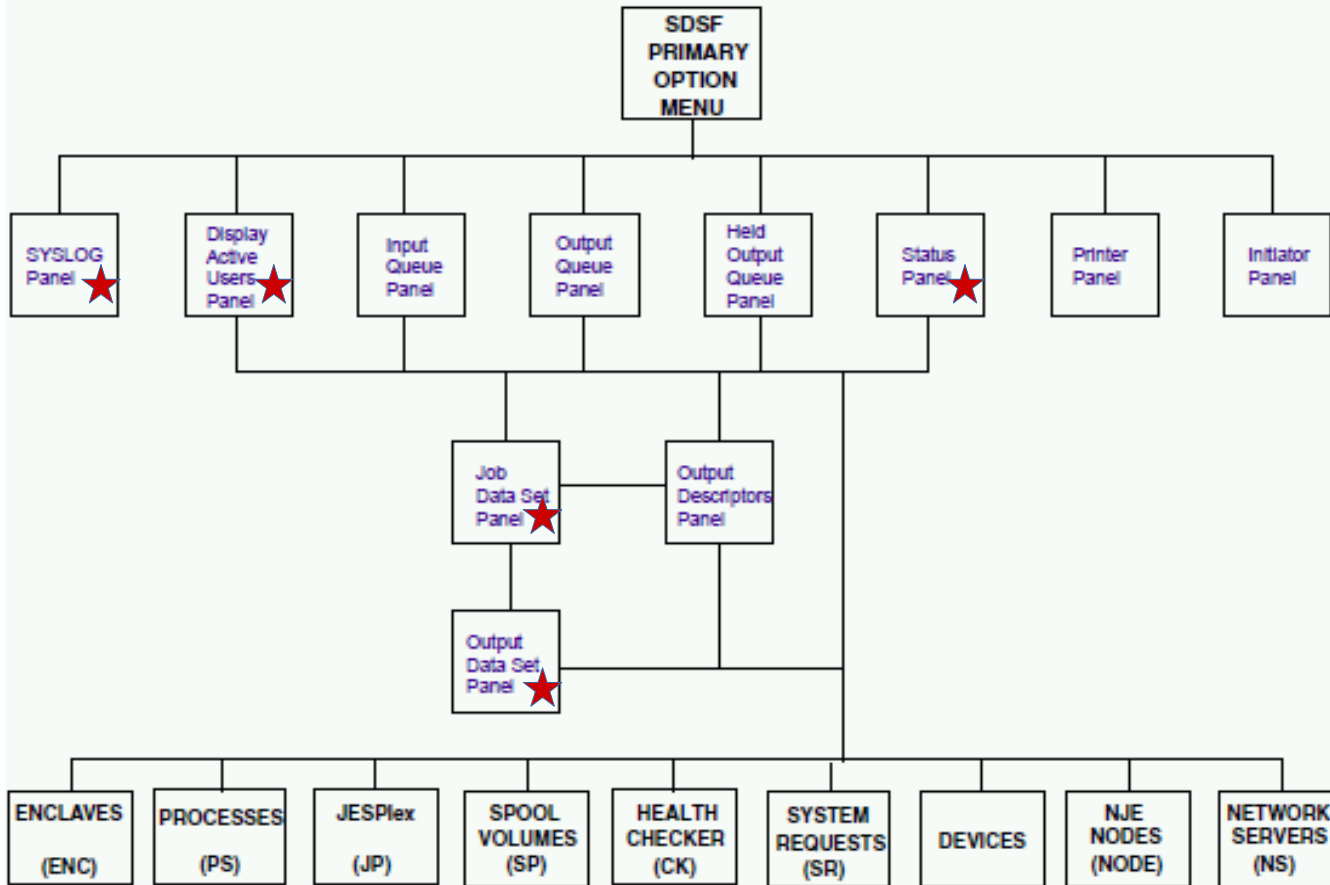 SDSF
PRIMARY
OPTION
MENU
SYSLOG
Panel
Display
Active
Users
Panel
Input
Queue
Panel
Output
Queue
Panel
Held
Output
Queue
Panel
Status
Panel
Printer
Panel
Initiator
Panel
Job
Data Set
Panel
Output
Descriptors
Panel
Output
Data Set
Panel
ENCLAVES
(ENC)
PROCESSES
(PS)
JESPlex
(JP)
SPOOL
VOLUMES
(SP)
HEALTH
CHECKER
(CK)
SYSTEM
REQUESTS
(SR)
DEVICES
NJE
NODES
(NODE)
NETWORK
SERVERS
(NS)